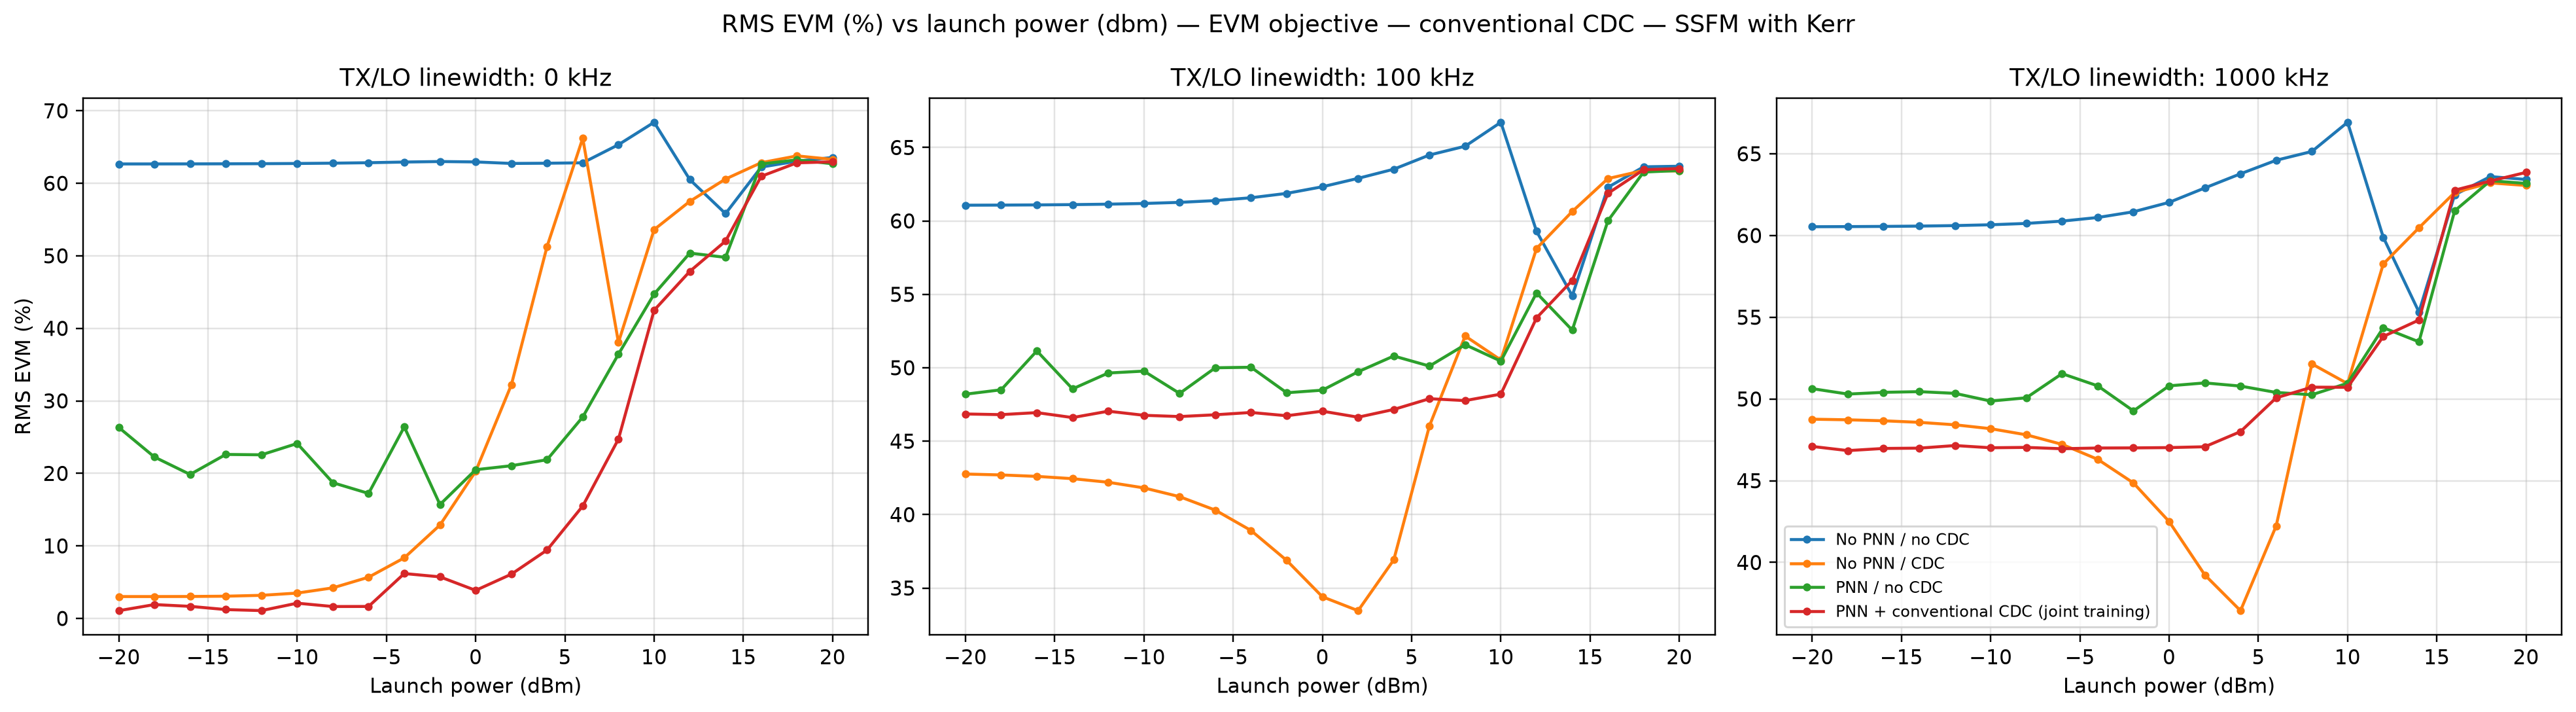 RMS EVM (%) vs launch power (dbm) — EVM objective — conventional CDC — SSFM with Kerr
TX/LO linewidth: 0 kHz
RMS EVM (%)
70
60
50
40
30
20
10
0
−20 −15 −10 −5 0 5 10 15 20
Launch power (dBm)
TX/LO linewidth: 100 kHz
65
60
55
50
45
40
35
−20 −15 −10 −5 0 5 10 15 20
Launch power (dBm)
TX/LO linewidth: 1000 kHz
65
60
55
50
45
40
No PNN / no CDC
No PNN / CDC
PNN / no CDC
PNN + conventional CDC (joint training)
−20 −15 −10 −5 0 5 10 15 20
Launch power (dBm)